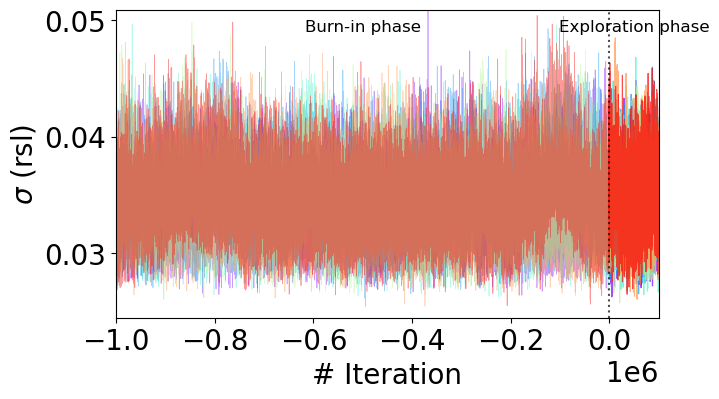 0.05
0.04
0.03
σ (rsl)
Burn-in phase
Exploration phase
−1.0 −0.8 −0.6 −0.4 −0.2 0.0
1e6
# Iteration